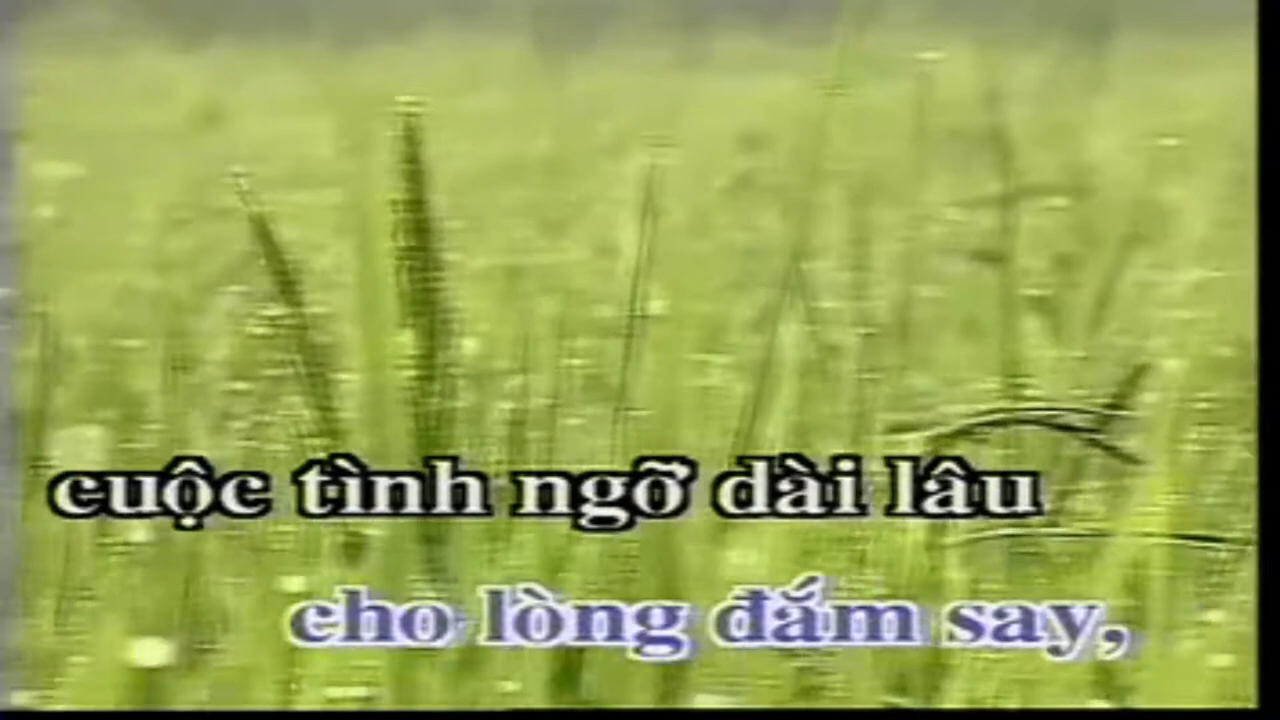 cuộc tình ngỡ dài lâu
cho lòng đắm say,